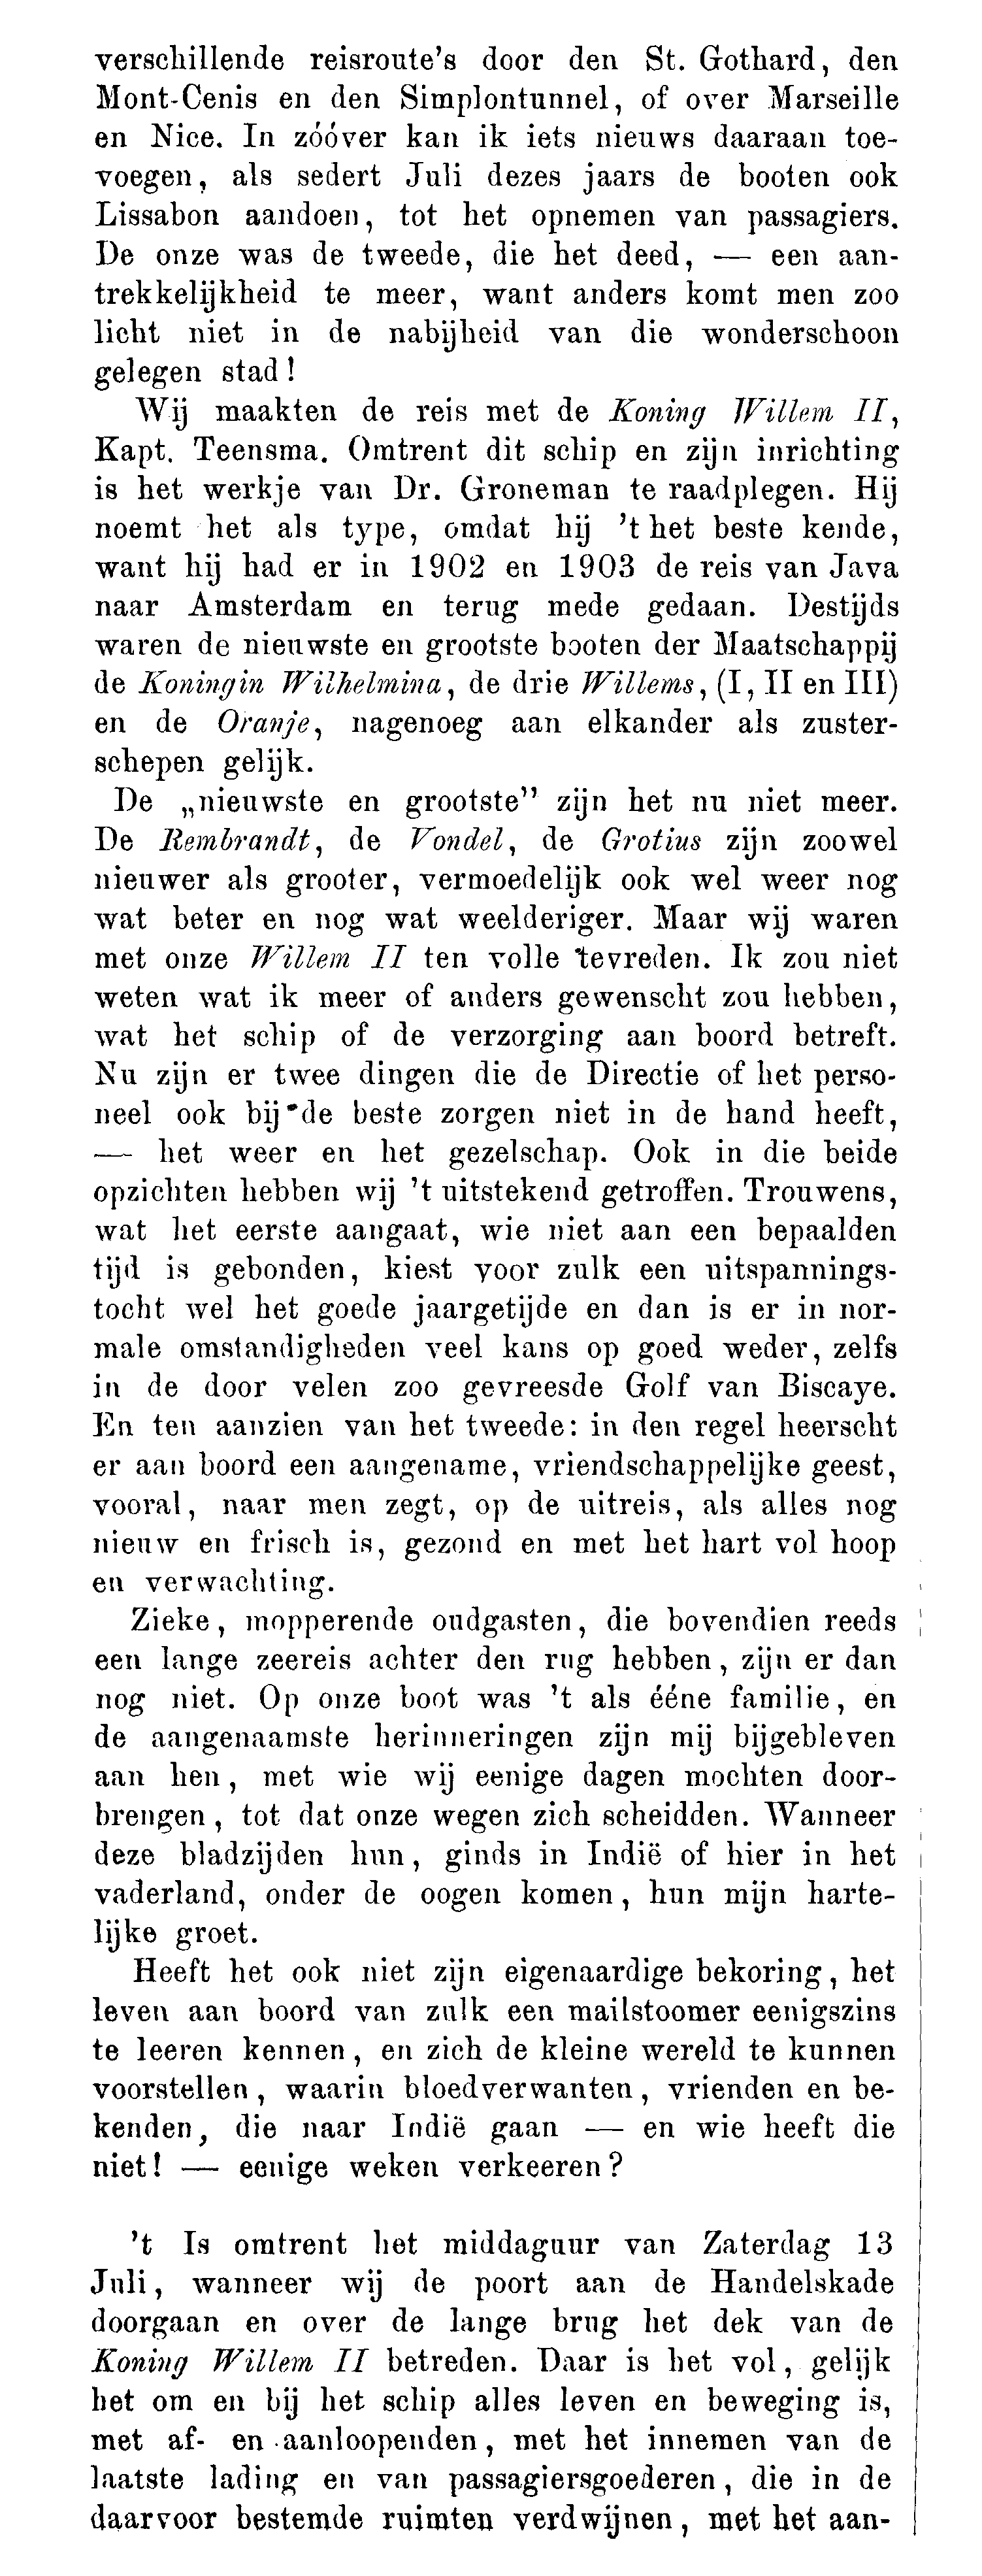 verschillende reisroute's door den St. Gothard, den
Mont-Cenis en den Simplontunnel, of over Marseille
en Nice. In zóóver kan ik iets nieuws daaraan toe-
voegen, als sedert Juli dezes jaars de booten ook
Lissabon aandoen, tot het opnemen van passagiers.
De onze was de tweede, die het deed, — een aan-
trekkelijkheid te meer, want anders komt men zoo
licht niet in de nabijheid van die wonderschoon
gelegen stad!
Wij maakten de reis met de Koning Willem II,
Kapt. Teensma. Omtrent dit schip en zijn inrichting
is het werkje van Dr. Groneman te raadplegen. Hij
noemt het als type, omdat hij 't het beste kende,
want hij had er in 1902 en 1903 de reis van Java
naar Amsterdam en terug mede gedaan. Destijds
waren de nieuwste en grootste booten der Maatschappij
de Koningin Wilhelmina, de drie Willems, (I, II en III)
en de Oranje, nagenoeg aan elkander als zuster-
schepen gelijk.
De „nieuwste en grootste” zijn het nu niet meer.
De Rembrandt, de Vondel, de Grotius zijn zoowel
nieuwer als grooter, vermoedelijk ook wel weer nog
wat beter en nog wat weelderiger. Maar wij waren
met onze Willem II ten volle tevreden. Ik zou niet
weten wat ik meer of anders gewenscht zou hebben,
wat het schip of de verzorging aan boord betreft.
Nu zijn er twee dingen die de Directie of het perso-
neel ook bij de beste zorgen niet in de hand heeft,
— het weer en het gezelschap. Ook in die beide
opzichten hebben wij 't uitstekend getroffen. Trouwens,
wat het eerste aangaat, wie niet aan een bepaalden
tijd is gebonden, kiest voor zulk een uitspannings-
tocht wel het goede jaargetijde en dan is er in nor-
male omstandigheden veel kans op goed weder, zelfs
in de door velen zoo gevreesde Golf van Biscaye.
En ten aanzien van het tweede: in den regel heerscht
er aan boord een aangename, vriendschappelijke geest,
vooral, naar men zegt, op de uitreis, als alles nog
nieuw en frisch is, gezond en met het hart vol hoop
en verwachting.
Zieke, mopperende oudgasten, die bovendien reeds
een lange zeereis achter den rug hebben, zijn er dan
nog niet. Op onze boot was 't als ééne familie, en
de aangenaamste herinneringen zijn mij bijgebleven
aan hen, met wie wij eenige dagen mochten door-
brengen, tot dat onze wegen zich scheidden. Wanneer
deze bladzijden hun, ginds in Indië of hier in het
vaderland, onder de oogen komen, hun mijn harte-
lijke groet.
Heeft het ook niet zijn eigenaardige bekoring, het
leven aan boord van zulk een mailstoomer eenigszins
te leeren kennen, en zich de kleine wereld te kunnen
voorstellen, waarin bloedverwanten, vrienden en be-
kenden, die naar Indië gaan — en wie heeft die
niet! — eenige weken verkeeren?
't Is omtrent het middaguur van Zaterdag 13
Juli, wanneer wij de poort aan de Handelskade
doorgaan en over de lange brug het dek van de
Koning Willem II betreden. Daar is het vol, gelijk
het om en bij het schip alles leven en beweging is,
met af- en aanloopenden, met het innemen van de
laatste lading en van passagiersgoederen, die in de
daarvoor bestemde ruimten verdwijnen, met het aan-